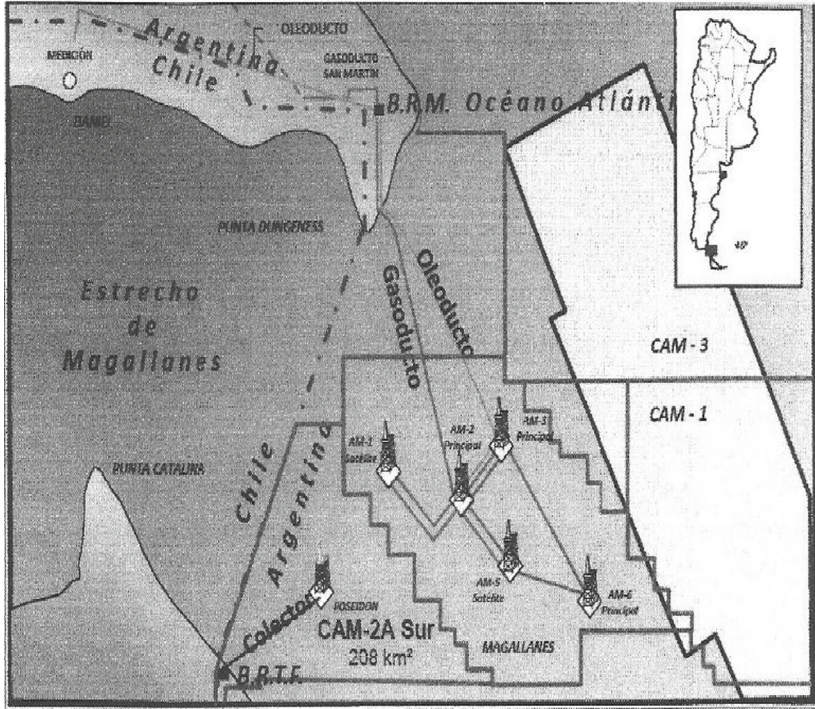 Argentina
Chile
OLEODUCTO
MEDICIÓN
GASODUCTO
SAN MARTIN
B.R.M. Océano Atlánti
DANIEL
PUNTA DUNGENESS
Gasoducto
Oleoducto
Estrecho
de
Magallanes
40º
CAM - 3
CAM - 1
AM-2
Principal
AM-3
Principal
Satélite
PUNTA CATALINA
Chile
Argentina
AM-5
Satélite
AM-6
Principal
POSEIDON
Colector
CAM-2A Sur
208 km²
MAGALLANES
B.R.T.F.